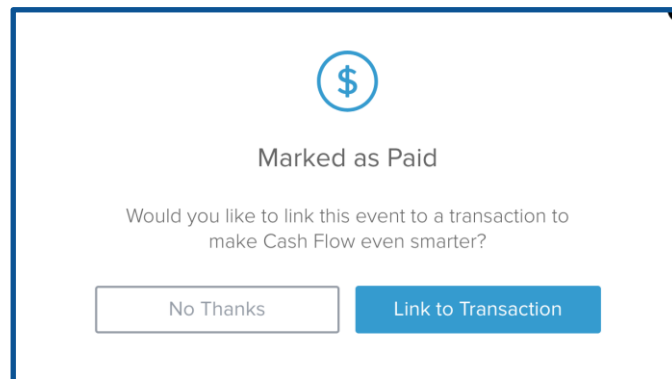 $
Marked as Paid
Would you like to link this event to a transaction to
make Cash Flow even smarter?
No Thanks
Link to Transaction